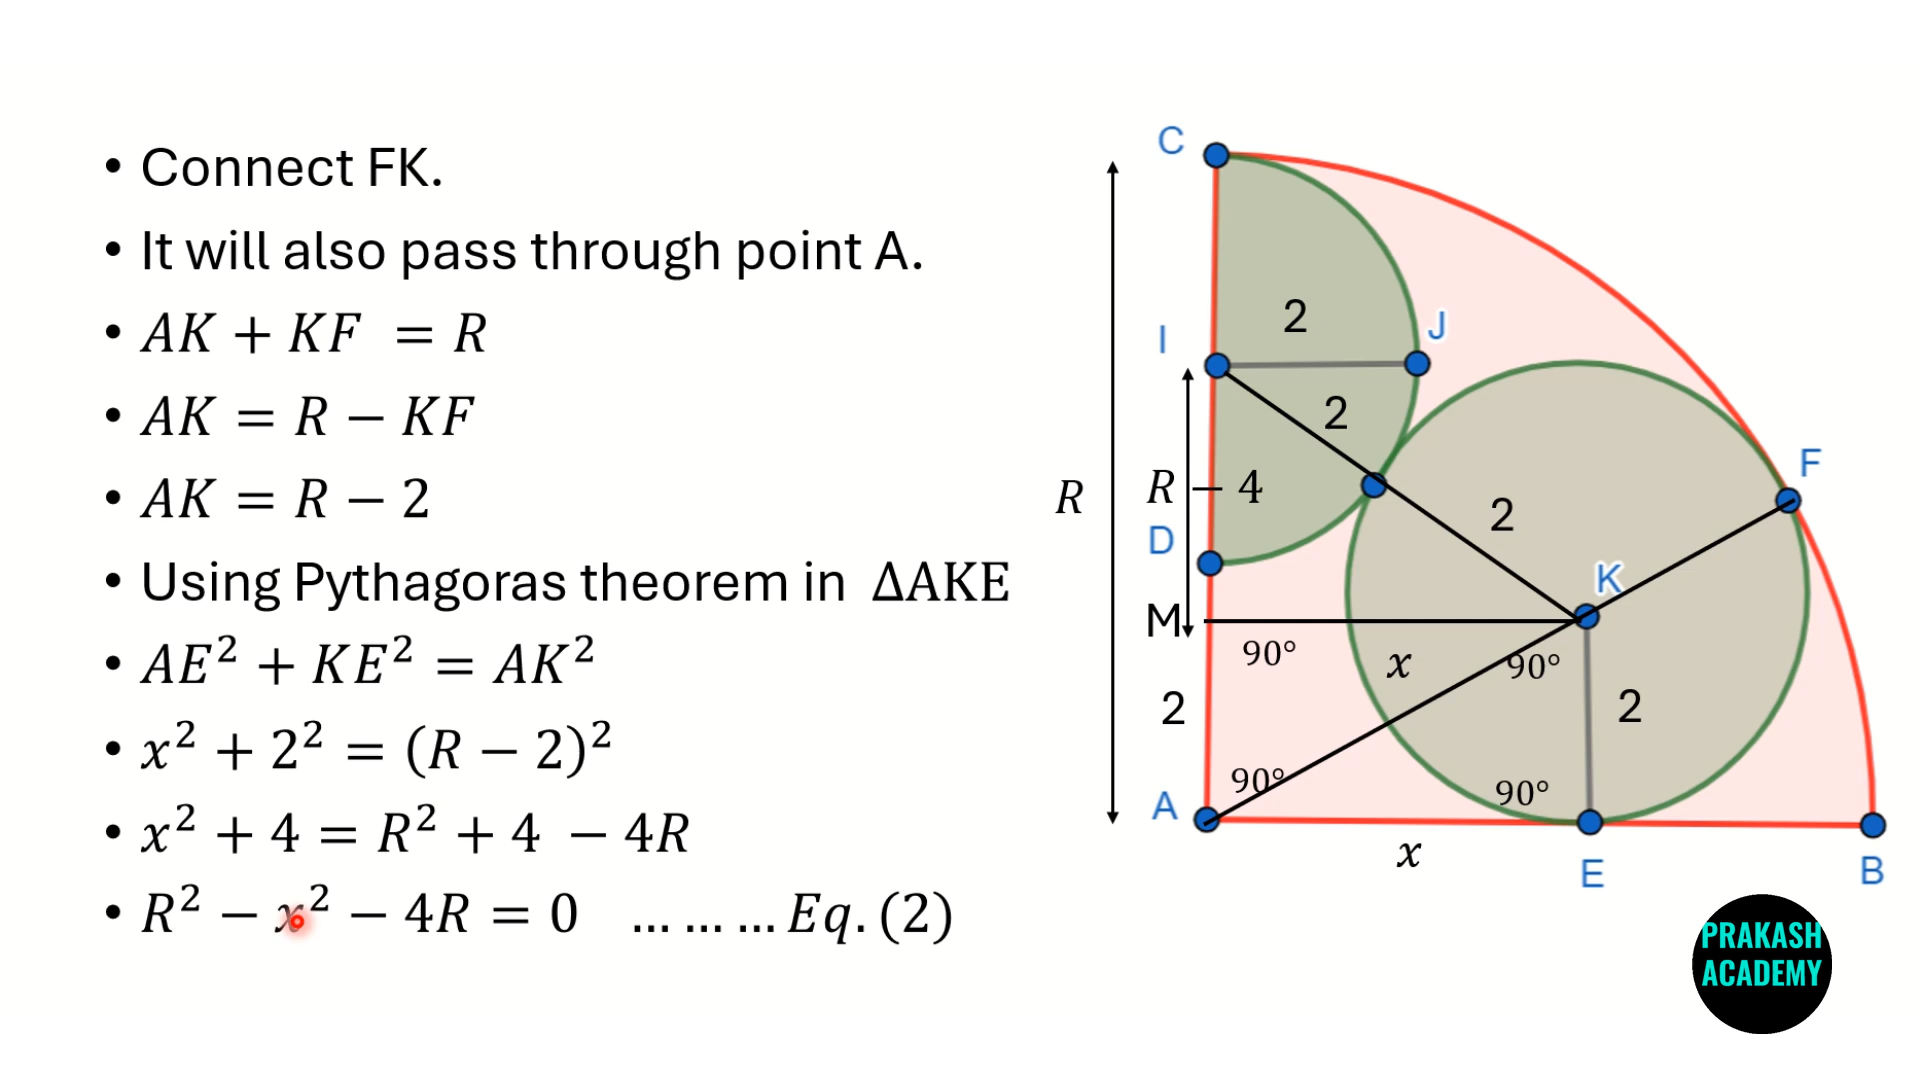 • Connect FK.
• It will also pass through point A.
• AK + KF = R
• AK = R − KF
• AK = R − 2
• Using Pythagoras theorem in ΔAKE
• AE² + KE² = AK²
• x² + 2² = (R − 2)²
• x² + 4 = R² + 4 − 4R
• R² − x² − 4R = 0 ... ... ... Eq. (2)
C
2
I
J
2
R
R − 4
2
F
D
K
M
90°
x
90°
2
2
90°
90°
A
x
E
B
PRAKASH
ACADEMY